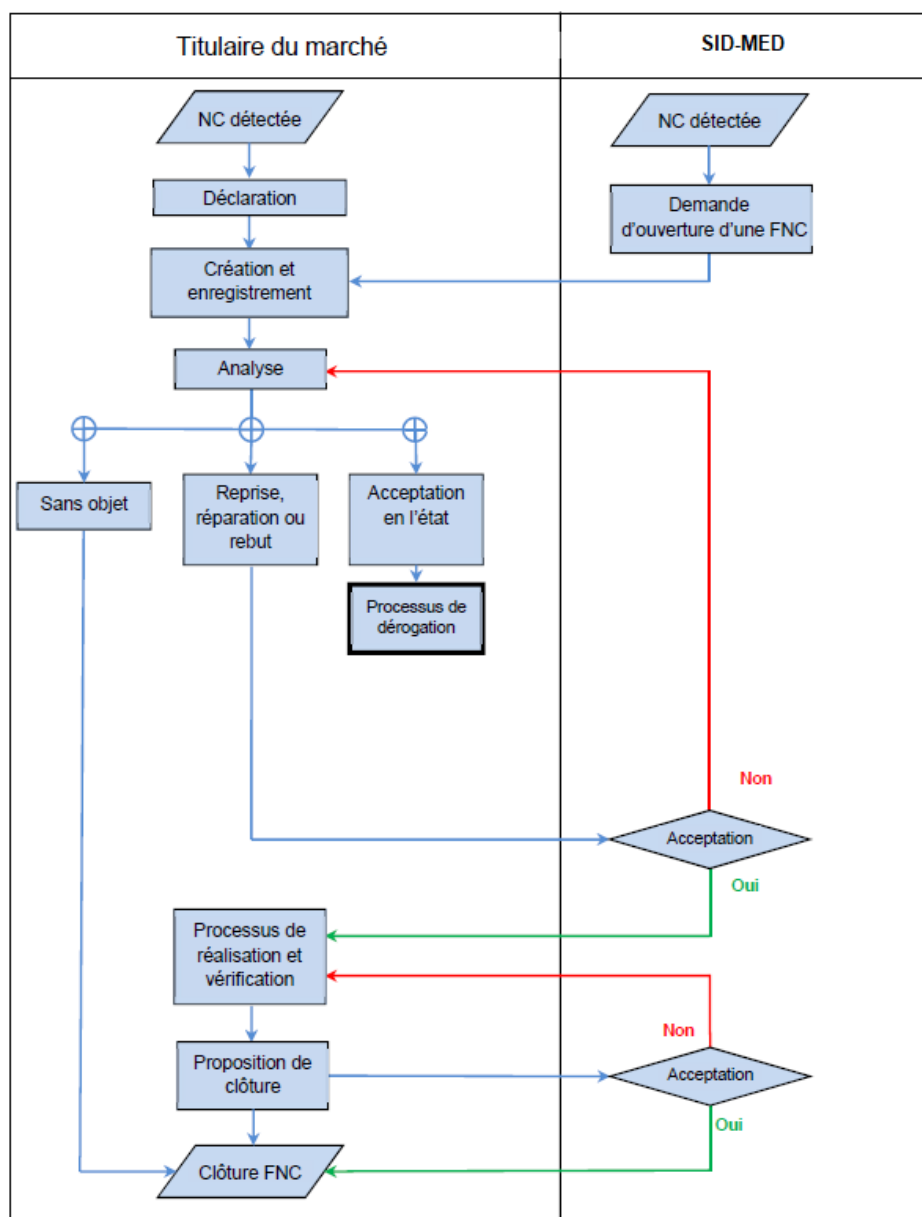 Titulaire du marché
SID-MED
NC détectée
NC détectée
Déclaration
Demande
d'ouverture d'une FNC
Création et
enregistrement
Analyse
Sans objet
Reprise,
réparation ou
rebut
Acceptation
en l'état
Processus de
dérogation
Non
Acceptation
Oui
Processus de
réalisation et
vérification
Non
Proposition de
clôture
Acceptation
Oui
Clôture FNC